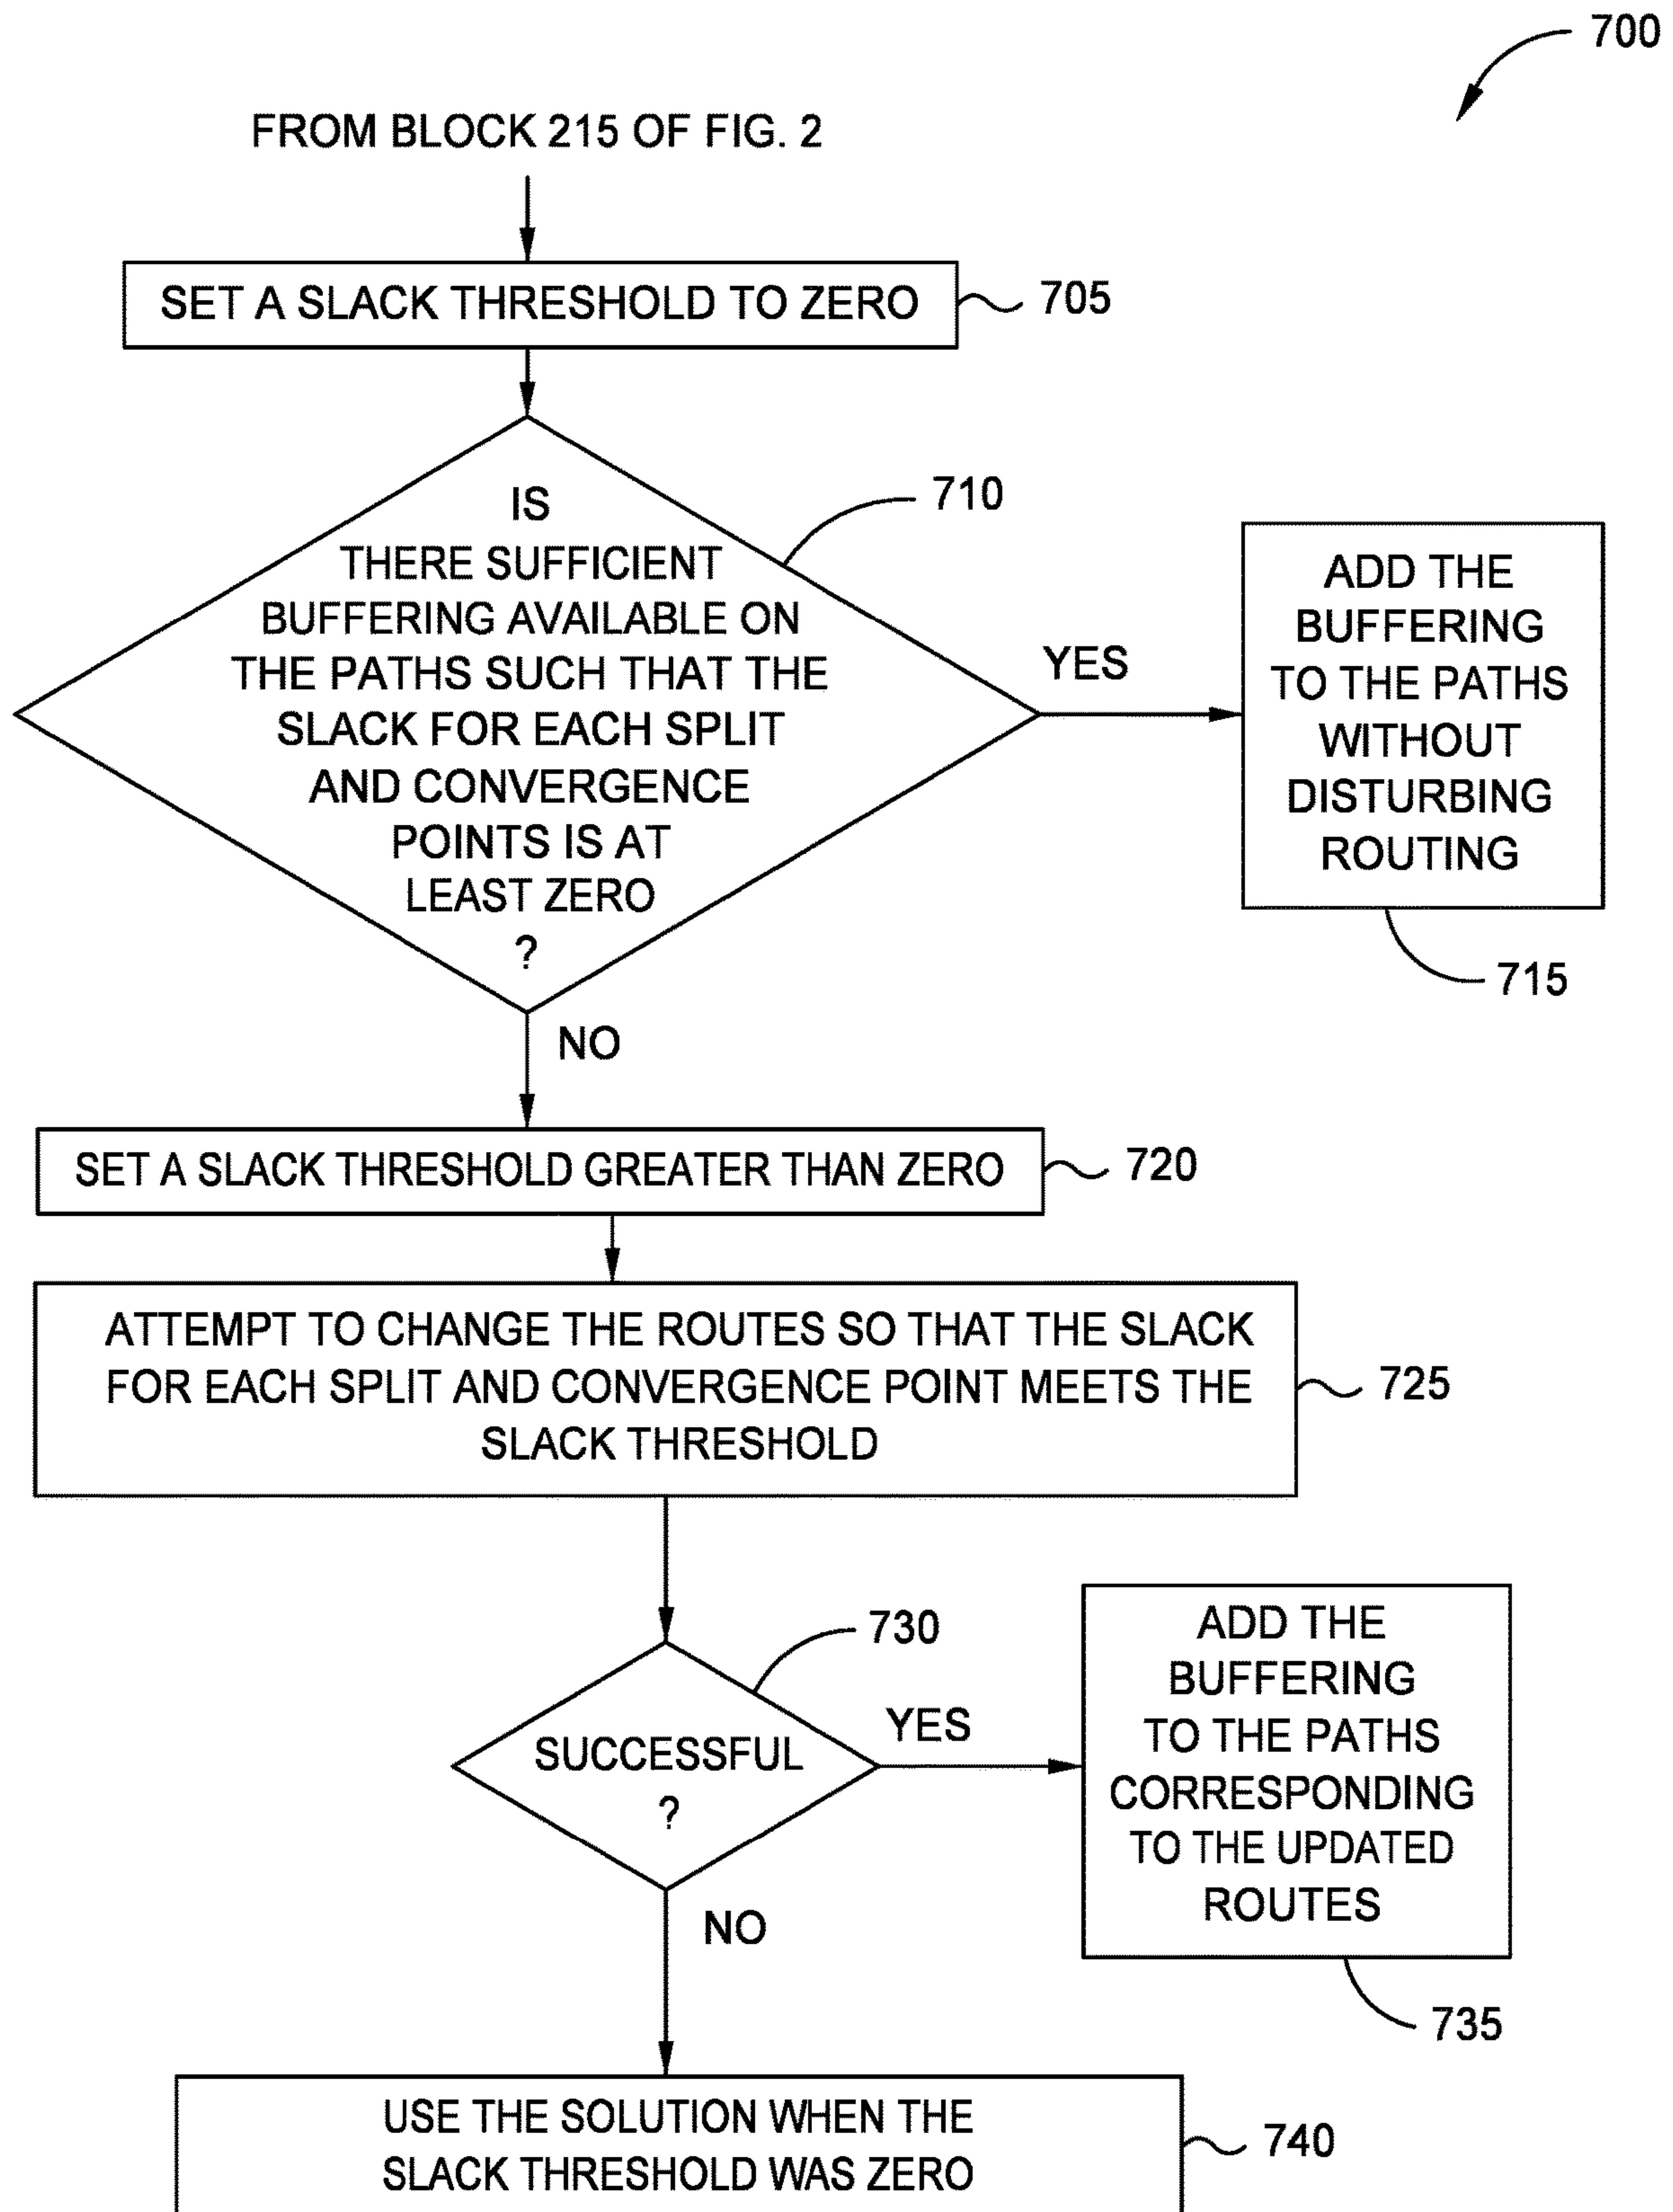 700
FROM BLOCK 215 OF FIG. 2
SET A SLACK THRESHOLD TO ZERO
705
IS
THERE SUFFICIENT
BUFFERING AVAILABLE ON
THE PATHS SUCH THAT THE
SLACK FOR EACH SPLIT
AND CONVERGENCE
POINTS IS AT
LEAST ZERO
?
710
YES
ADD THE
BUFFERING
TO THE PATHS
WITHOUT
DISTURBING
ROUTING
715
NO
SET A SLACK THRESHOLD GREATER THAN ZERO
720
ATTEMPT TO CHANGE THE ROUTES SO THAT THE SLACK
FOR EACH SPLIT AND CONVERGENCE POINT MEETS THE
SLACK THRESHOLD
725
SUCCESSFUL
?
730
YES
ADD THE
BUFFERING
TO THE PATHS
CORRESPONDING
TO THE UPDATED
ROUTES
735
NO
USE THE SOLUTION WHEN THE
SLACK THRESHOLD WAS ZERO
740